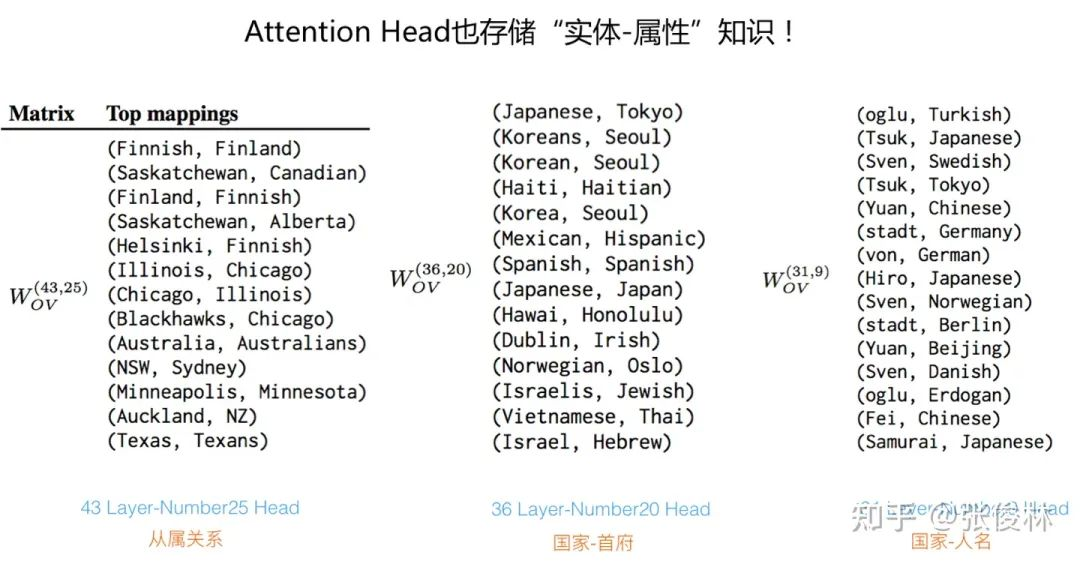 Attention Head也存储“实体-属性”知识！
Matrix Top mappings
(Finnish, Finland)
(Saskatchewan, Canadian)
(Finland, Finnish)
(Saskatchewan, Alberta)
(Helsinki, Finnish)
(Illinois, Chicago)
(Chicago, Illinois)
(Blackhawks, Chicago)
(Australia, Australians)
(NSW, Sydney)
(Minneapolis, Minnesota)
(Auckland, NZ)
(Texas, Texans)
W_{OV}^{(43,25)}
43 Layer-Number25 Head
从属关系
(Japanese, Tokyo)
(Koreans, Seoul)
(Korean, Seoul)
(Haiti, Haitian)
(Korea, Seoul)
(Mexican, Hispanic)
(Spanish, Spanish)
(Japanese, Japan)
(Hawai, Honolulu)
(Dublin, Irish)
(Norwegian, Oslo)
(Israelis, Jewish)
(Vietnamese, Thai)
(Israel, Hebrew)
W_{OV}^{(36,20)}
36 Layer-Number20 Head
国家-首府
(oglu, Turkish)
(Tsuk, Japanese)
(Sven, Swedish)
(Tsuk, Tokyo)
(Yuan, Chinese)
(stadt, Germany)
(von, German)
(Hiro, Japanese)
(Sven, Norwegian)
(stadt, Berlin)
(Yuan, Beijing)
(Sven, Danish)
(oglu, Erdogan)
(Fei, Chinese)
(Samurai, Japanese)
W_{OV}^{(31,9)}
Layer-Number Head
国家-人名
知乎 @张俊林